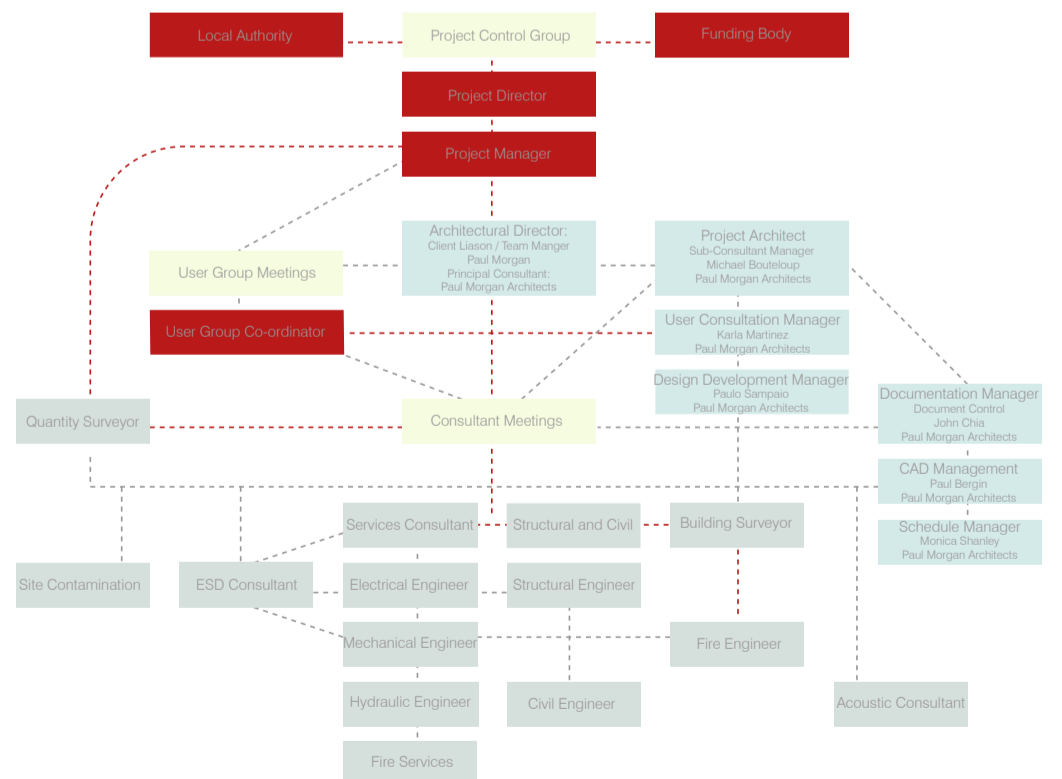 Local Authority
Project Control Group
Funding Body
Project Director
Project Manager
Architectural Director:
Client Liason / Team Manger
Paul Morgan
Principal Consultant:
Paul Morgan Architects
Project Architect
Sub-Consultant Manager
Michael Bouteloup
Paul Morgan Architects
User Group Meetings
User Group Co-ordinator
User Consultation Manager
Karla Martinez
Paul Morgan Architects
Design Development Manager
Paulo Sampaio
Paul Morgan Architects
Quantity Surveyor
Consultant Meetings
Documentation Manager
Document Control
John Chia
Paul Morgan Architects
CAD Management
Paul Bergin
Paul Morgan Architects
Schedule Manager
Monica Shanley
Paul Morgan Architects
Services Consultant
Structural and Civil
Building Surveyor
Site Contamination
ESD Consultant
Electrical Engineer
Structural Engineer
Mechanical Engineer
Fire Engineer
Hydraulic Engineer
Civil Engineer
Acoustic Consultant
Fire Services